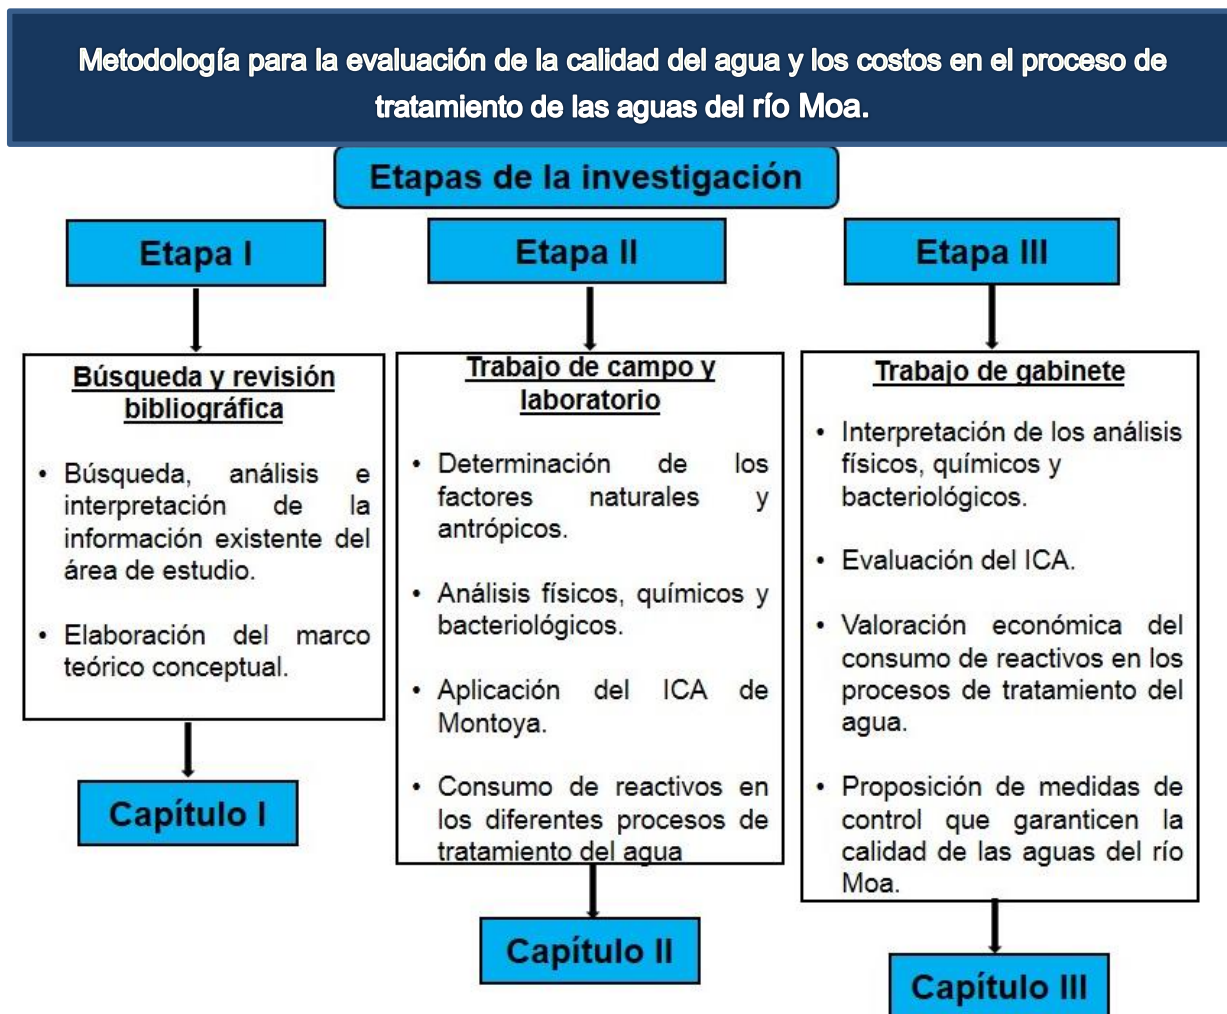 Metodología para la evaluación de la calidad del agua y los costos en el proceso de
tratamiento de las aguas del río Moa.
Etapas de la investigación
Etapa I
Búsqueda y revisión
bibliográfica
• Búsqueda, análisis e
interpretación de la
información existente del
área de estudio.
• Elaboración del marco
teórico conceptual.
Capítulo I
Etapa II
Trabajo de campo y
laboratorio
• Determinación de los
factores naturales y
antrópicos.
• Análisis físicos, químicos y
bacteriológicos.
• Aplicación del ICA de
Montoya.
• Consumo de reactivos en
los diferentes procesos de
tratamiento del agua
Capítulo II
Etapa III
Trabajo de gabinete
• Interpretación de los análisis
físicos, químicos y
bacteriológicos.
• Evaluación del ICA.
• Valoración económica del
consumo de reactivos en los
procesos de tratamiento del
agua.
• Proposición de medidas de
control que garanticen la
calidad de las aguas del río
Moa.
Capítulo III